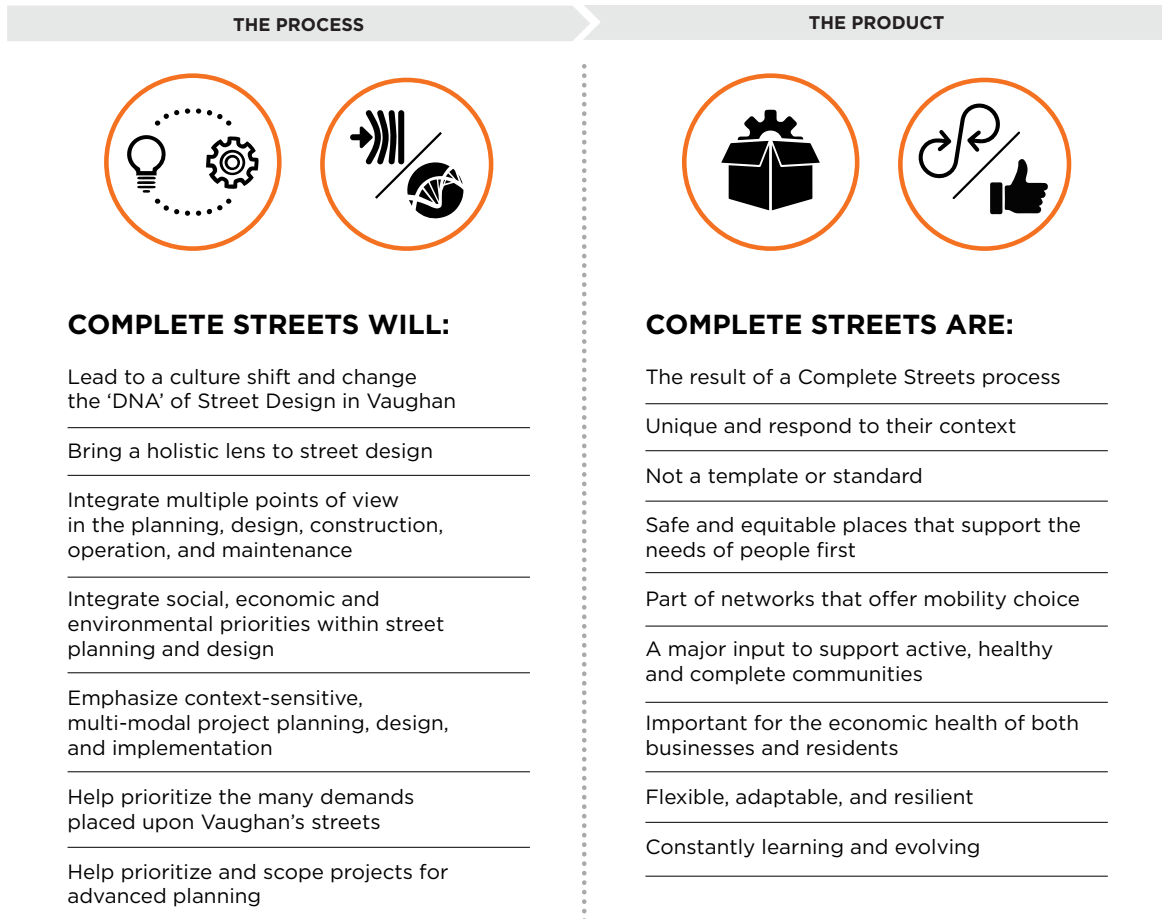 THE PROCESS
THE PRODUCT
COMPLETE STREETS WILL:
Lead to a culture shift and change
the ‘DNA’ of Street Design in Vaughan
Bring a holistic lens to street design
Integrate multiple points of view
in the planning, design, construction,
operation, and maintenance
Integrate social, economic and
environmental priorities within street
planning and design
Emphasize context-sensitive,
multi-modal project planning, design,
and implementation
Help prioritize the many demands
placed upon Vaughan’s streets
Help prioritize and scope projects for
advanced planning
COMPLETE STREETS ARE:
The result of a Complete Streets process
Unique and respond to their context
Not a template or standard
Safe and equitable places that support the
needs of people first
Part of networks that offer mobility choice
A major input to support active, healthy
and complete communities
Important for the economic health of both
businesses and residents
Flexible, adaptable, and resilient
Constantly learning and evolving